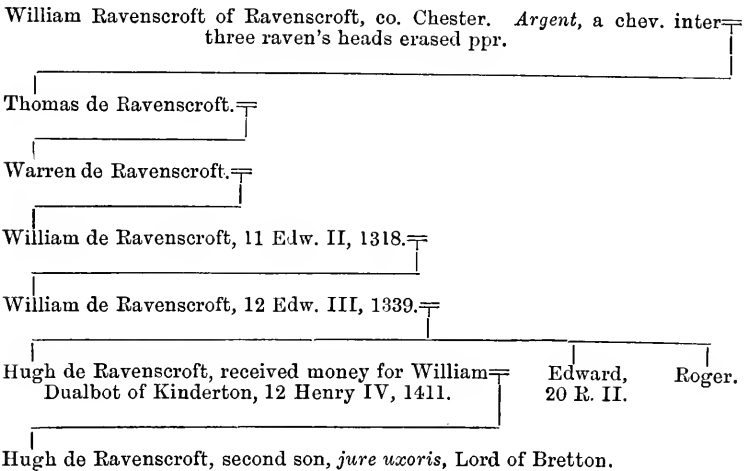 William Ravenscroft of Ravenscroft, co. Chester. Argent, a chev. inter
three raven's heads erased ppr.
Thomas de Ravenscroft.
Warren de Ravenscroft.
William de Ravenscroft, 11 Edw. II, 1318.
William de Ravenscroft, 12 Edw. III, 1339.
Hugh de Ravenscroft, received money for William Edward, Roger.
Dualbot of Kinderton, 12 Henry IV, 1411. 20 R. II.
Hugh de Ravenscroft, second son, jure uxoris, Lord of Bretton.